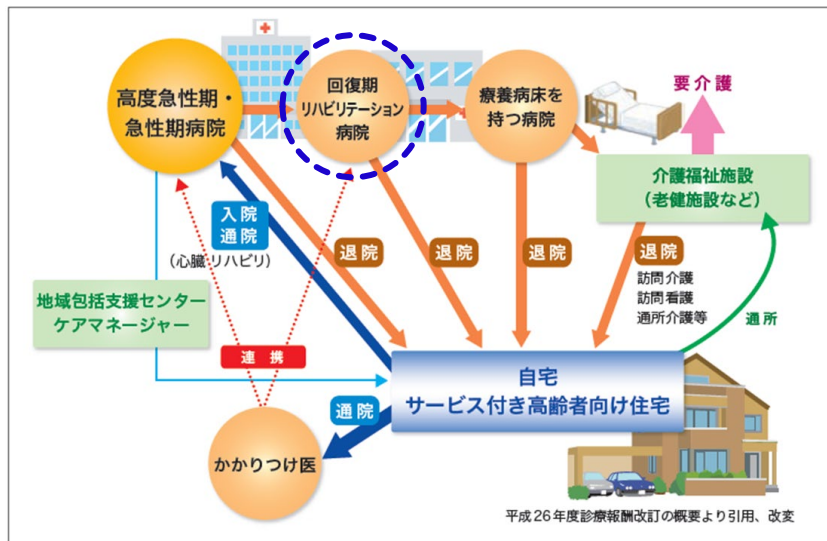 高度急性期・
急性期病院
回復期
リハビリテーション
病院
療養病床を
持つ病院
要介護
介護福祉施設
（老健施設など）
入院
通院
（心臓リハビリ）
退院
退院
退院
退院
訪問介護
訪問看護
通所介護等
通所
地域包括支援センター
ケアマネージャー
連携
自宅
サービス付き高齢者向け住宅
通院
かかりつけ医
平成26年度診療報酬改訂の概要より引用、改変